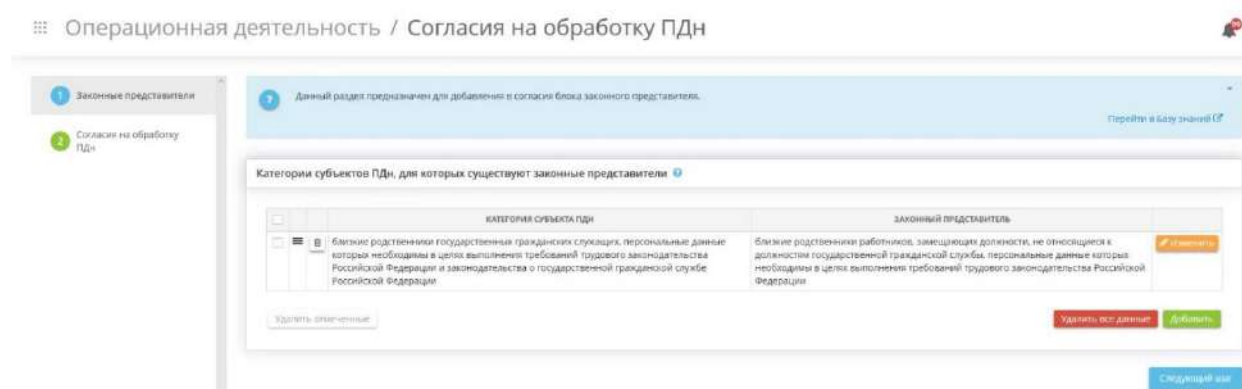 Операционная деятельность / Согласия на обработку ПДн
1 Законные представители
2 Согласия на обработку
ПДн
? Данный раздел предназначен для добавления в согласия блока законного представителя.
Перейти в Базу знаний
Категории субъектов ПДн, для которых существуют законные представители ?
КАТЕГОРИЯ СУБЪЕКТА ПДН ЗАКОННЫЙ ПРЕДСТАВИТЕЛЬ
близкие родственники государственных гражданских служащих, персональные данные
которых необходимы в целях выполнения требований трудового законодательства
Российской Федерации и законодательства о государственной гражданской службе
Российской Федерации
близкие родственники работников, замещающих должности, не относящиеся к
должностям государственной гражданской службы, персональные данные которых
необходимы в целях выполнения требований трудового законодательства Российской
Федерации
Изменить
Удалить отмеченные
Удалить все данные
Добавить
Следующий шаг